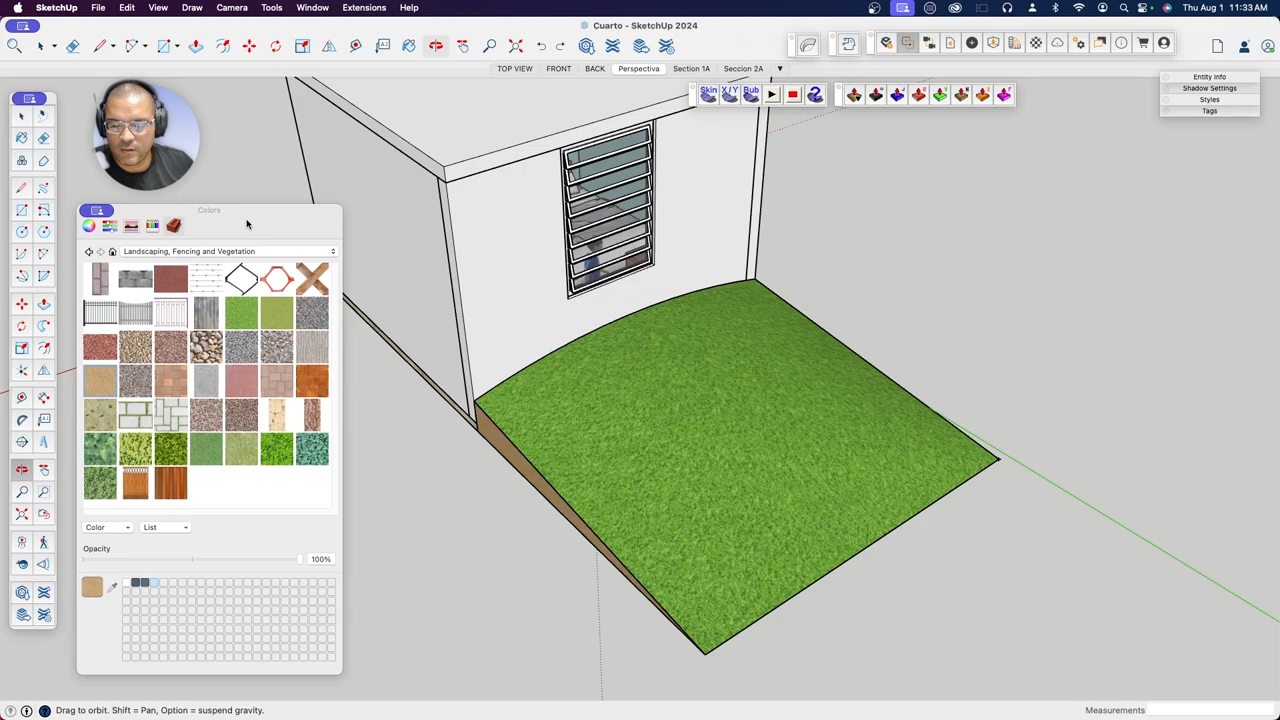 SketchUp File Edit View Draw Camera Tools Window Extensions Help
Thu Aug 1 11:33 AM
Cuarto - SketchUp 2024
TOP VIEW FRONT BACK Perspectiva Section 1A Seccion 2A
Entity Info
Shadow Settings
Styles
Tags
Skin X/Y Bub
Colors
Landscaping, Fencing and Vegetation
Color List
Opacity
100%
Drag to orbit. Shift = Pan, Option = suspend gravity.
Measurements